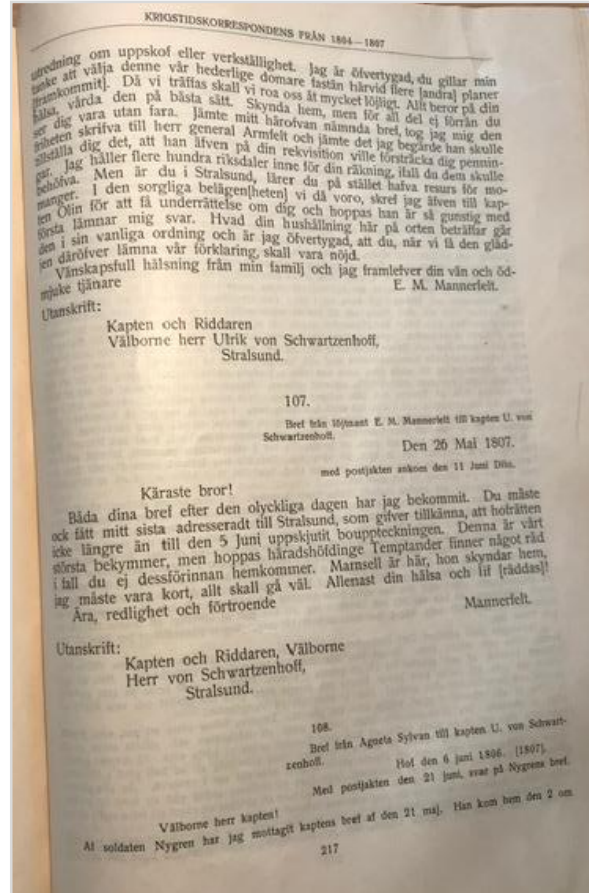 KRIGSTIDSKORRESPONDENS FRÅN 1804—1807
utredning om uppskof eller verkställighet. Jag är öfvertygad, du gillar min
tanke att välja denne vår hederlige domare fastän härvid flere [andra] planer
[framkommit]. Då vi träffas skall vi roa oss åt mycket löjligt. Allt beror på din
hälsa, vårda den på bästa sätt. Skynda hem, men för all del ej förrän du
ser dig vara utan fara. Jämte mitt härofvan nämnda bref, tog jag mig den
friheten skrifva till herr general Armfelt och jämte det jag begärde han skulle
tillställa dig det, att han äfven på din rekvisition ville försträcka dig pennin-
gar. Jag håller flere hundra riksdaler inne för din räkning, ifall du dem skulle
behöfva. Men är du i Stralsund, lärer du på stället hafva resurs för mo-
manger. I den sorgliga belägen[heten] vi då voro, skref jag äfven till kap-
ten Olin för att få underrättelse om dig och hoppas han är så gunstig med
första lämnar mig svar. Hvad din hushållning här på orten beträffar går
den i sin vanliga ordning och är jag öfvertygad, att du, när vi få den gläd-
jen däröfver lämna vår förklaring, skall vara nöjd.
Vänskapsfull hälsning från min familj och jag framlefver din vän och öd-
mjuke tjänare
E. M. Mannerfelt.
Utanskrift:
Kapten och Riddaren
Välborne herr Ulrik von Schwartzenhoff,
Stralsund.
107.
Bref från löjtnant E. M. Mannerfelt till kapten U. von
Schwartzenhoff.
Den 26 Mai 1807.
med postjakten ankom den 11 Juni Dito.
Käraste bror!
Båda dina bref efter den olyckliga dagen har jag bekommit. Du måste
ock fått mitt sista adresseradt till Stralsund, som gifver tillkänna, att hofrätten
icke längre än till den 5 Juni uppskjutit bouppteckningen. Denna är vårt
största bekymmer, men hoppas häradshöfdinge Temptander finner något råd
i fall du ej dessförinnan hemkommer. Mamsell är här, hon skyndar hem,
jag måste vara kort, allt skall gå väl. Allenast din hälsa och lif [räddas]!
Ära, redlighet och förtroende
Mannerfelt.
Utanskrift:
Kapten och Riddaren, Välborne
Herr von Schwartzenhoff,
Stralsund.
108.
Bref från Agneta Sylvan till kapten U. von Schwart-
zenhoff.
Hof den 6 juni 1806. [1807].
Med postjakten den 21 juni, svar på Nygrens bref.
Välborne herr kapten!
Af soldaten Nygren har jag mottagit kaptens bref af den 21 maj. Han kom hem den 2 om
217